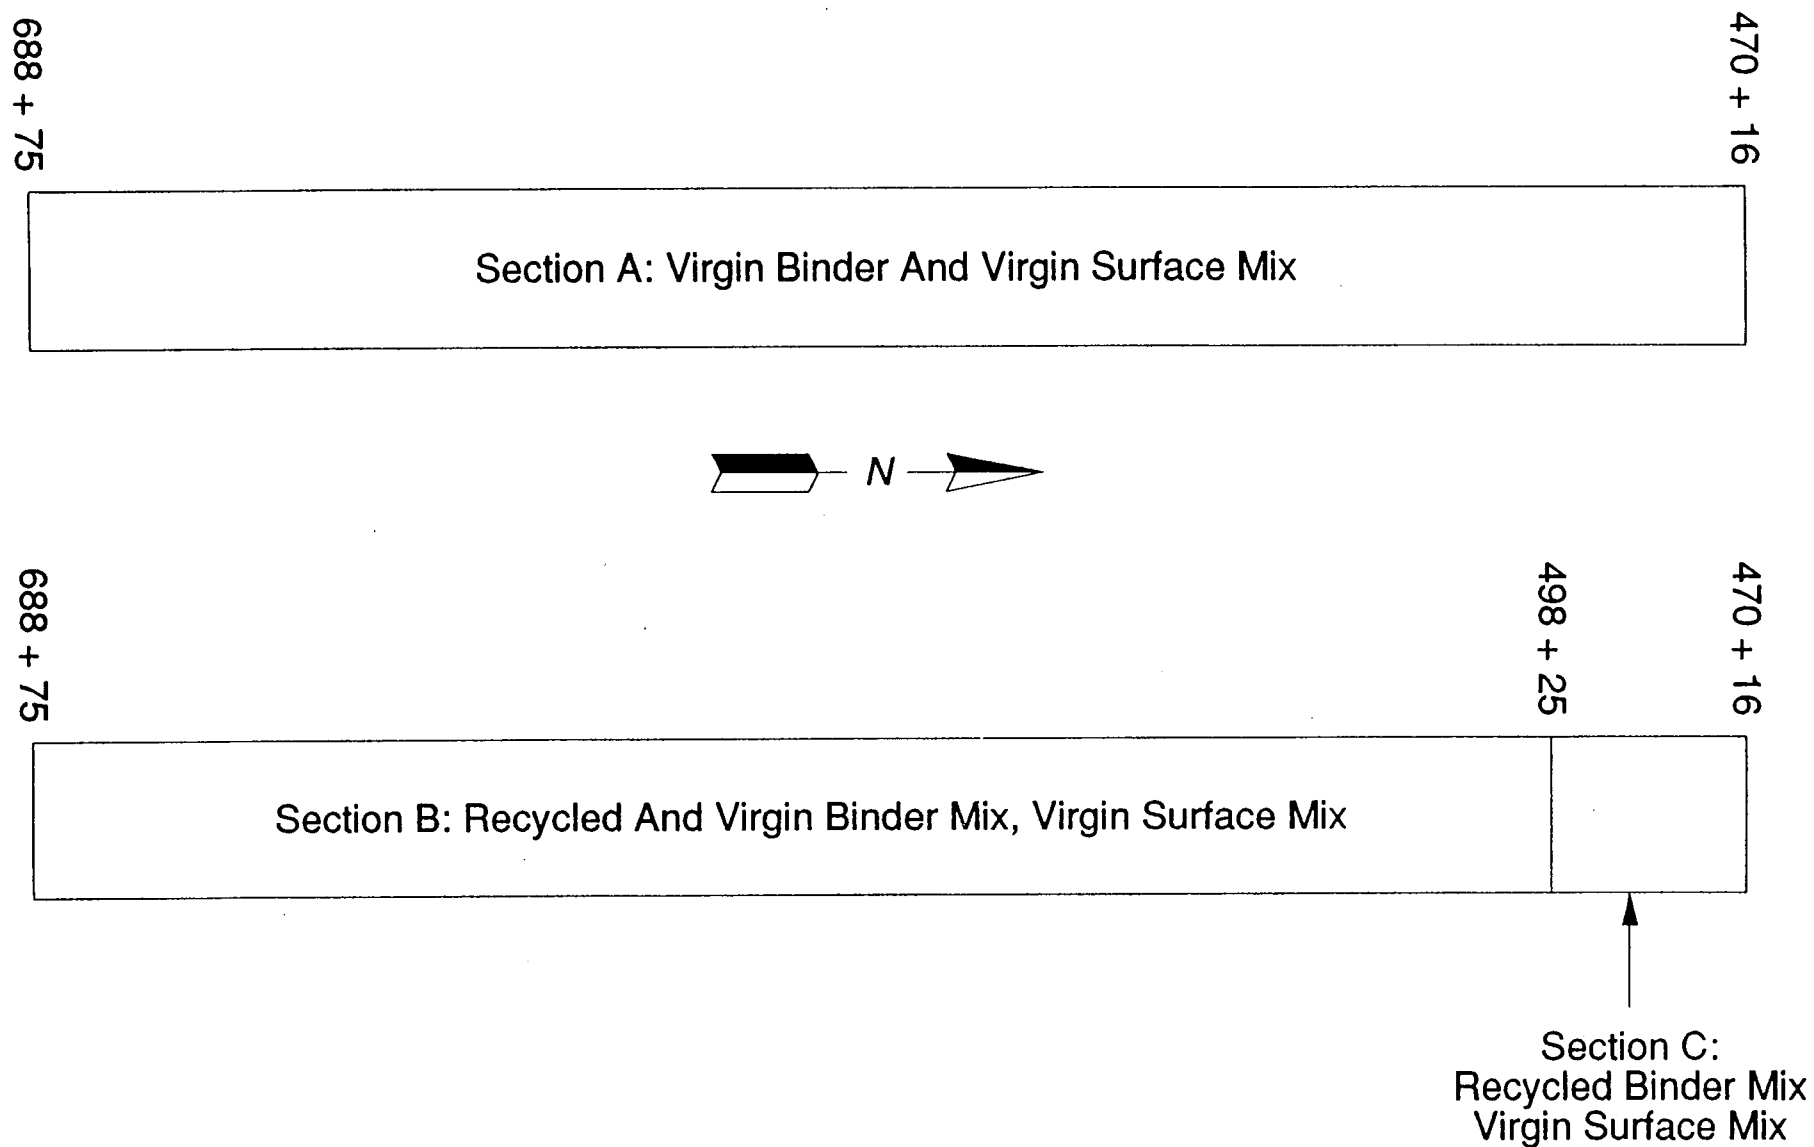 688 + 75
470 + 16
Section A: Virgin Binder And Virgin Surface Mix
N
688 + 75
498 + 25
470 + 16
Section B: Recycled And Virgin Binder Mix, Virgin Surface Mix
Section C:
Recycled Binder Mix
Virgin Surface Mix